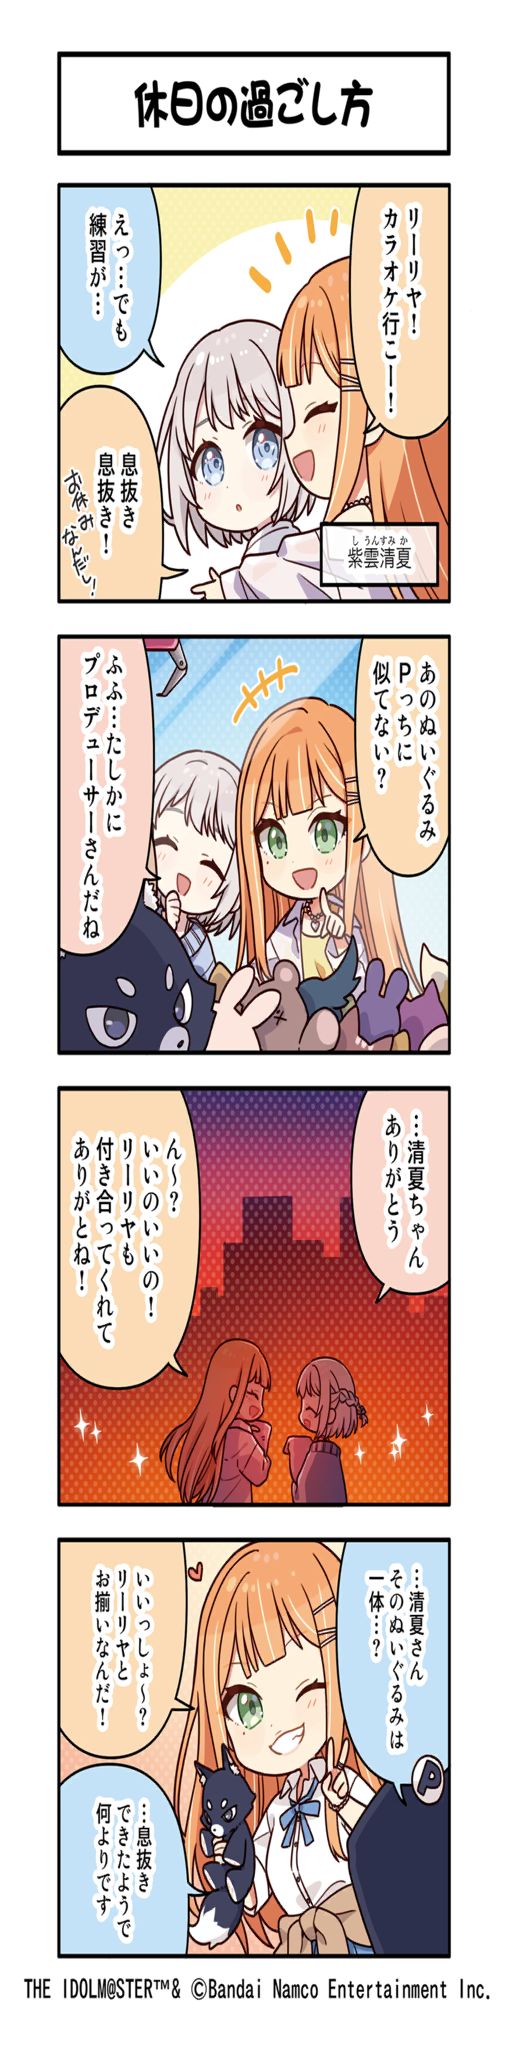 休日の過ごし方
リーリヤ!
カラオケ行こー!
えっ…でも
練習が…
息抜き
息抜き!
お休みなんだし!
しうんすみか
紫雲清夏
あのぬいぐるみ
Pっちに
似てない?
ふふ…たしかに
プロデューサーさんだね
…清夏ちゃん
ありがとう
ん〜?
いいのいいの!
リーリヤも
付き合ってくれて
ありがとね!
…清夏さん
そのぬいぐるみは
一体…?
いいっしょ〜?
リーリヤと
お揃いなんだ!
P
…息抜き
できたようで
何よりです
THE IDOLM@STER™& ©Bandai Namco Entertainment Inc.